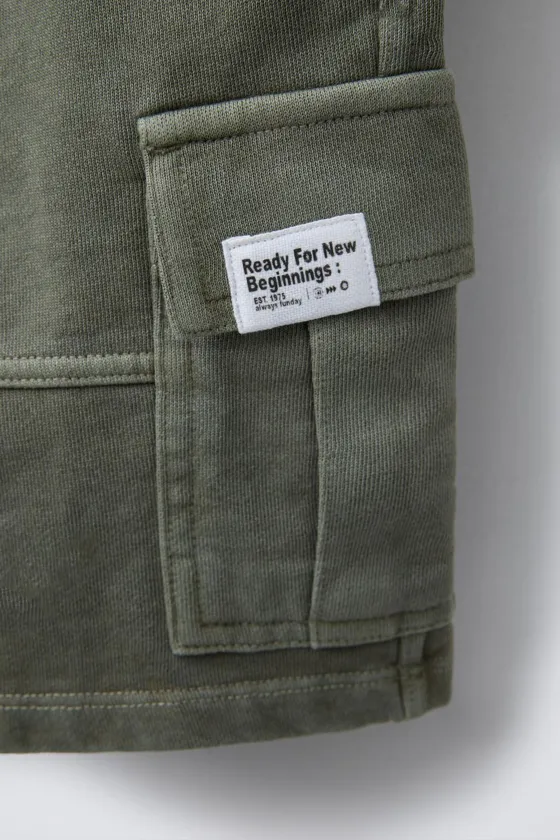 Ready For New
Beginnings :
EST. 1975
always funday